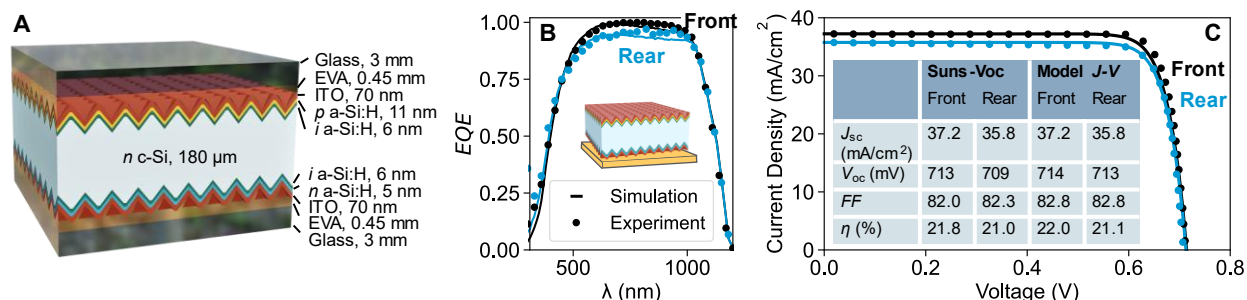 A
Glass, 3 mm
EVA, 0.45 mm
ITO, 70 nm
p a-Si:H, 11 nm
i a-Si:H, 6 nm
n c-Si, 180 μm
i a-Si:H, 6 nm
n a-Si:H, 5 nm
ITO, 70 nm
EVA, 0.45 mm
Glass, 3 mm
B
Front
Rear
EQE
1.00
0.75
0.50
0.25
0.00
Simulation
Experiment
500
1000
λ (nm)
C
Front
Rear
Current Density (mA/cm²)
40
30
20
10
0
Suns-Voc Model J-V
Front Rear Front Rear
Jsc (mA/cm²) 37.2 35.8 37.2 35.8
Voc (mV) 713 709 714 713
FF 82.0 82.3 82.8 82.8
η (%) 21.8 21.0 22.0 21.1
0.0 0.2 0.4 0.6 0.8
Voltage (V)